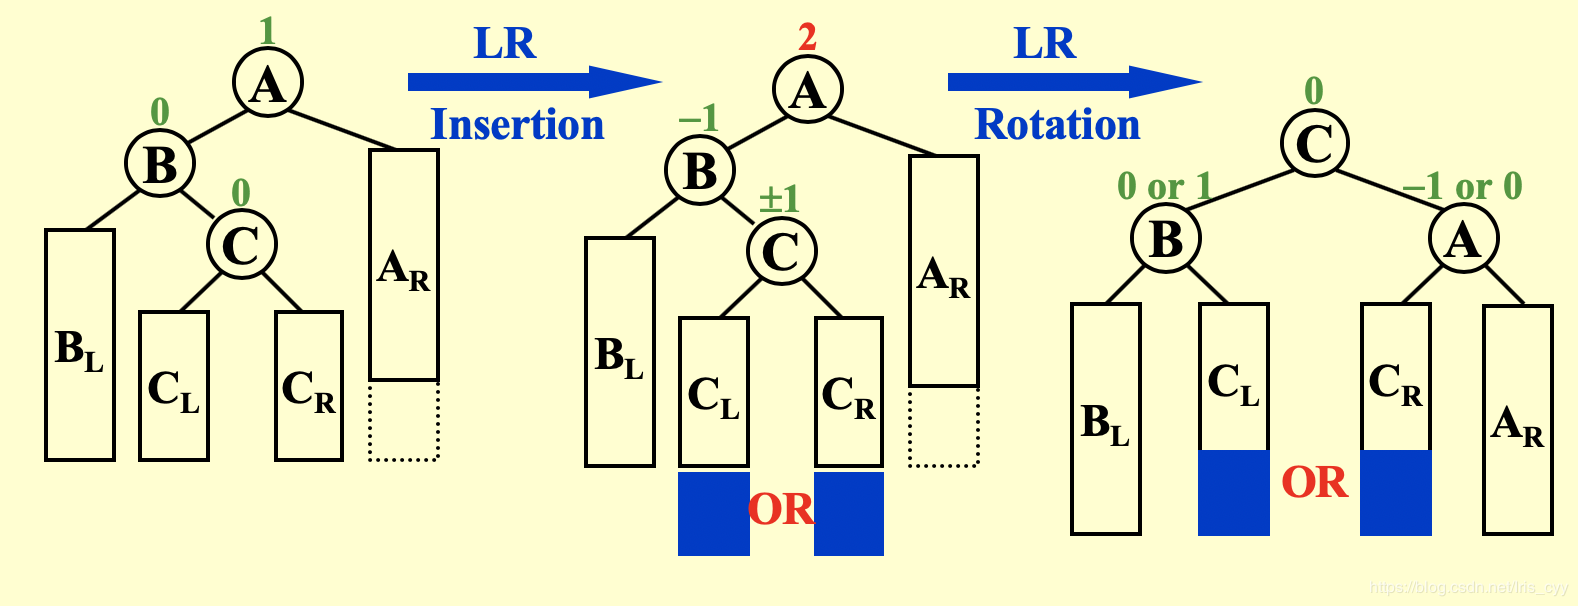 1
A
0
B
0
C
B_L
C_L
C_R
A_R
LR
Insertion
2
A
–1
B
±1
C
B_L
C_L
C_R
A_R
OR
LR
Rotation
0
C
0 or 1
B
–1 or 0
A
B_L
C_L
C_R
A_R
OR
https://blog.csdn.net/Iris_cyy